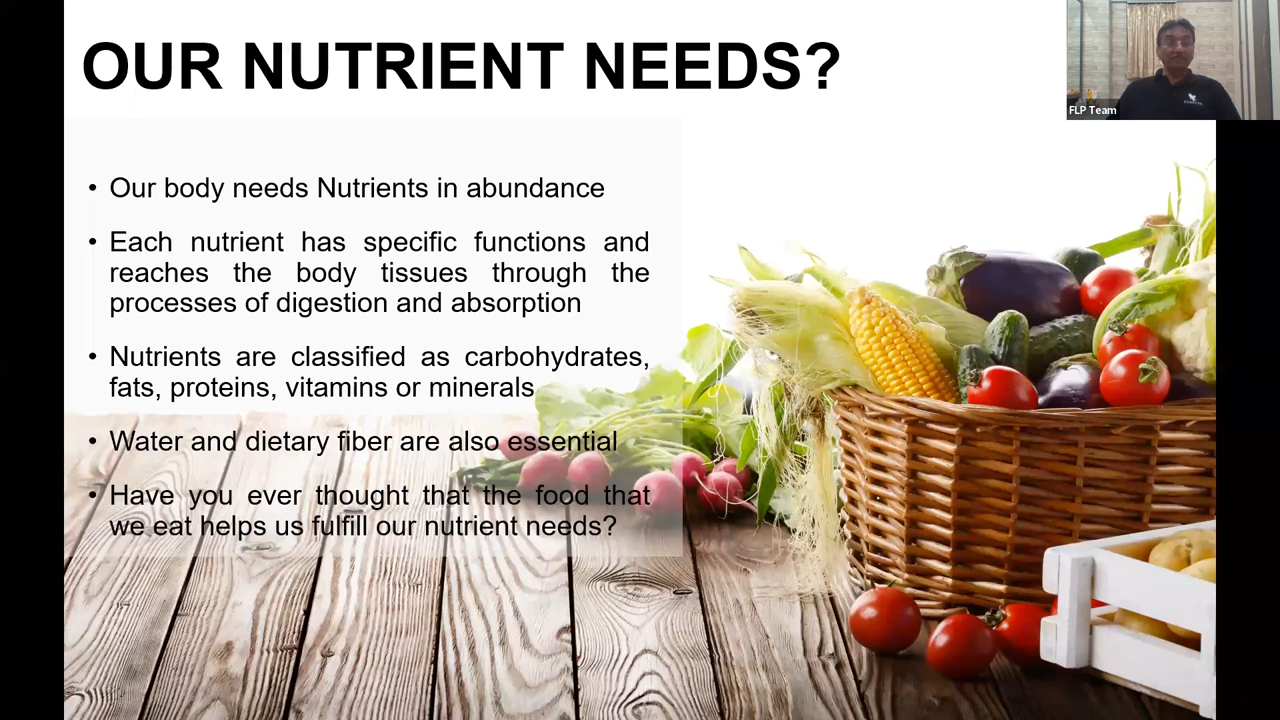 OUR NUTRIENT NEEDS?
FLP Team
• Our body needs Nutrients in abundance
• Each nutrient has specific functions and
reaches the body tissues through the
processes of digestion and absorption
• Nutrients are classified as carbohydrates,
fats, proteins, vitamins or minerals
• Water and dietary fiber are also essential
• Have you ever thought that the food that
we eat helps us fulfill our nutrient needs?